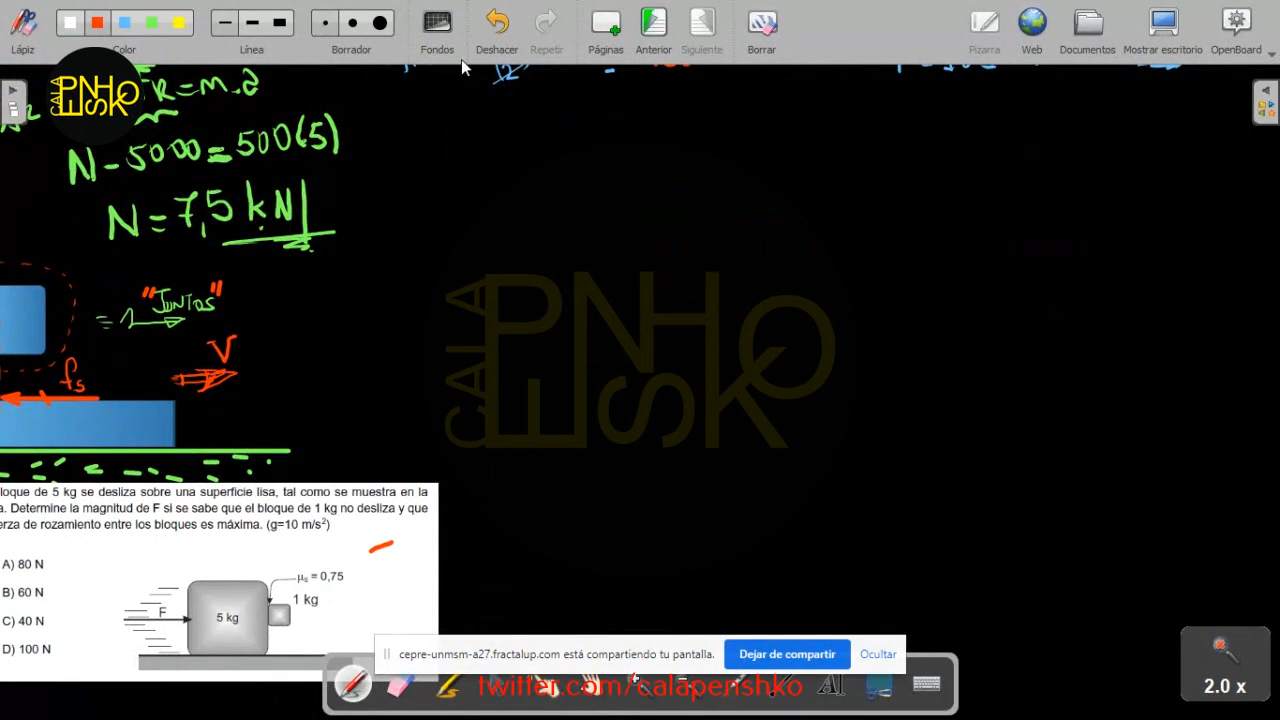 Lápiz Color Línea Borrador Fondos Deshacer Repetir Páginas Anterior Siguiente Borrar Pizarra Web Documentos Mostrar escritorio OpenBoard
CALA PENSHKO
R = m.a
N - 5000 = 500(5)
N = 7,5 kN
"JUNTOS"
V
fs
CALA PENSHKO
loque de 5 kg se desliza sobre una superficie lisa, tal como se muestra en la
a. Determine la magnitud de F si se sabe que el bloque de 1 kg no desliza y que
erza de rozamiento entre los bloques es máxima. (g=10 m/s²)
A) 80 N
B) 60 N
C) 40 N
D) 100 N
μs = 0,75
1 kg
F
5 kg
cepre-unmsm-a27.fractalup.com está compartiendo tu pantalla. Dejar de compartir Ocultar
twitter.com/calapenshko
2.0 x